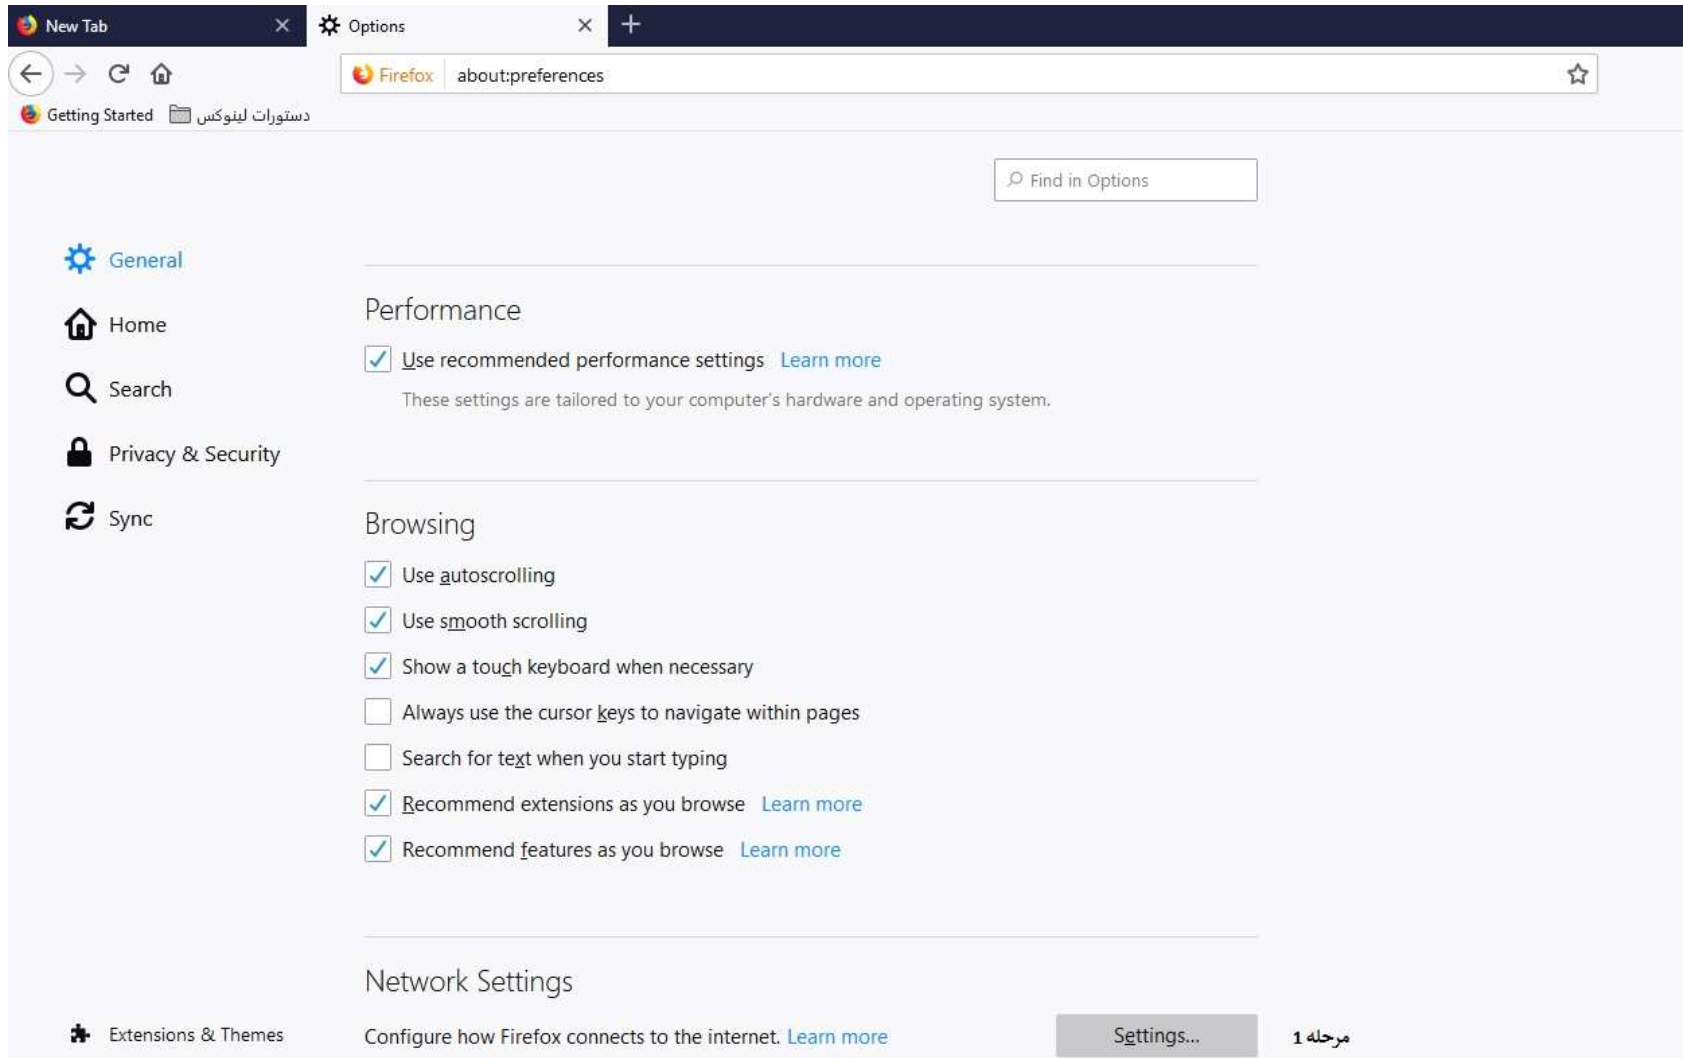 New Tab
Options
Firefox about:preferences
Getting Started دستورات لینوکس
Find in Options
General
Home
Search
Privacy & Security
Sync
Extensions & Themes
Performance
Use recommended performance settings Learn more
These settings are tailored to your computer's hardware and operating system.
Browsing
Use autoscrolling
Use smooth scrolling
Show a touch keyboard when necessary
Always use the cursor keys to navigate within pages
Search for text when you start typing
Recommend extensions as you browse Learn more
Recommend features as you browse Learn more
Network Settings
Configure how Firefox connects to the internet. Learn more
Settings...
مرحله 1